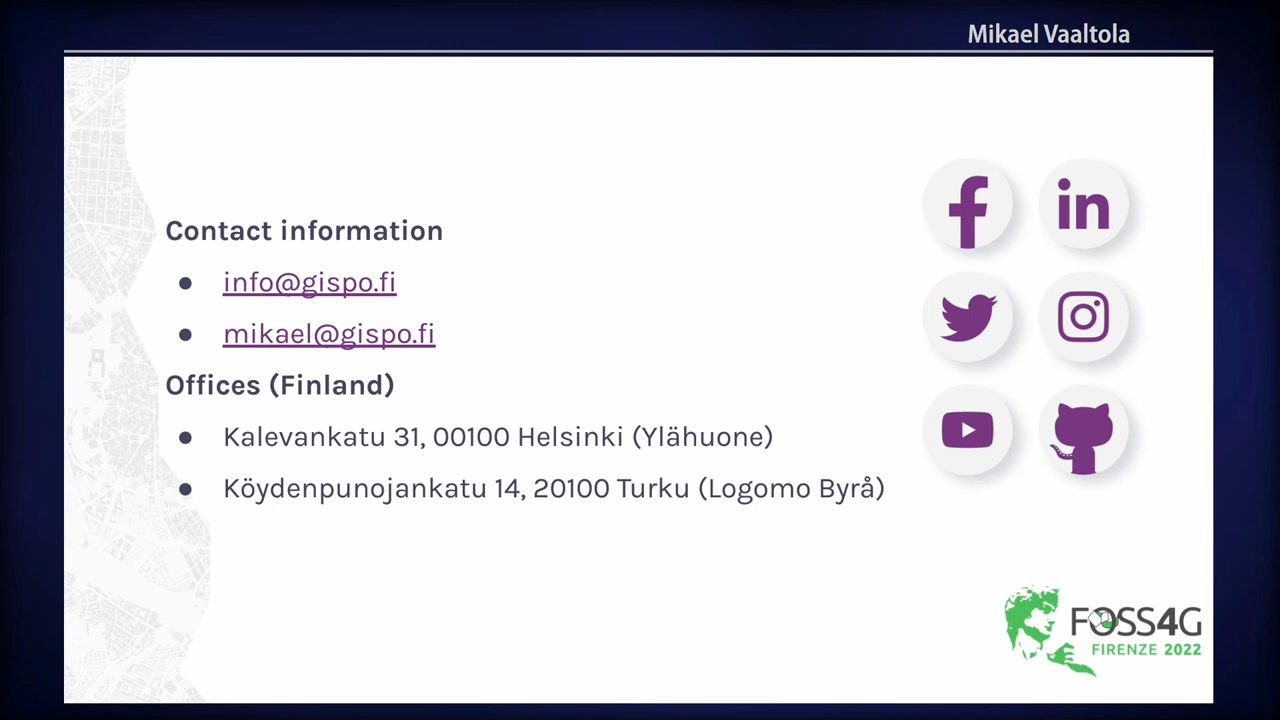 Mikael Vaaltola
Contact information
● info@gispo.fi
● mikael@gispo.fi
Offices (Finland)
● Kalevankatu 31, 00100 Helsinki (Ylähuone)
● Köydenpunojankatu 14, 20100 Turku (Logomo Byrå)
f
in
FOSS4G
FIRENZE 2022